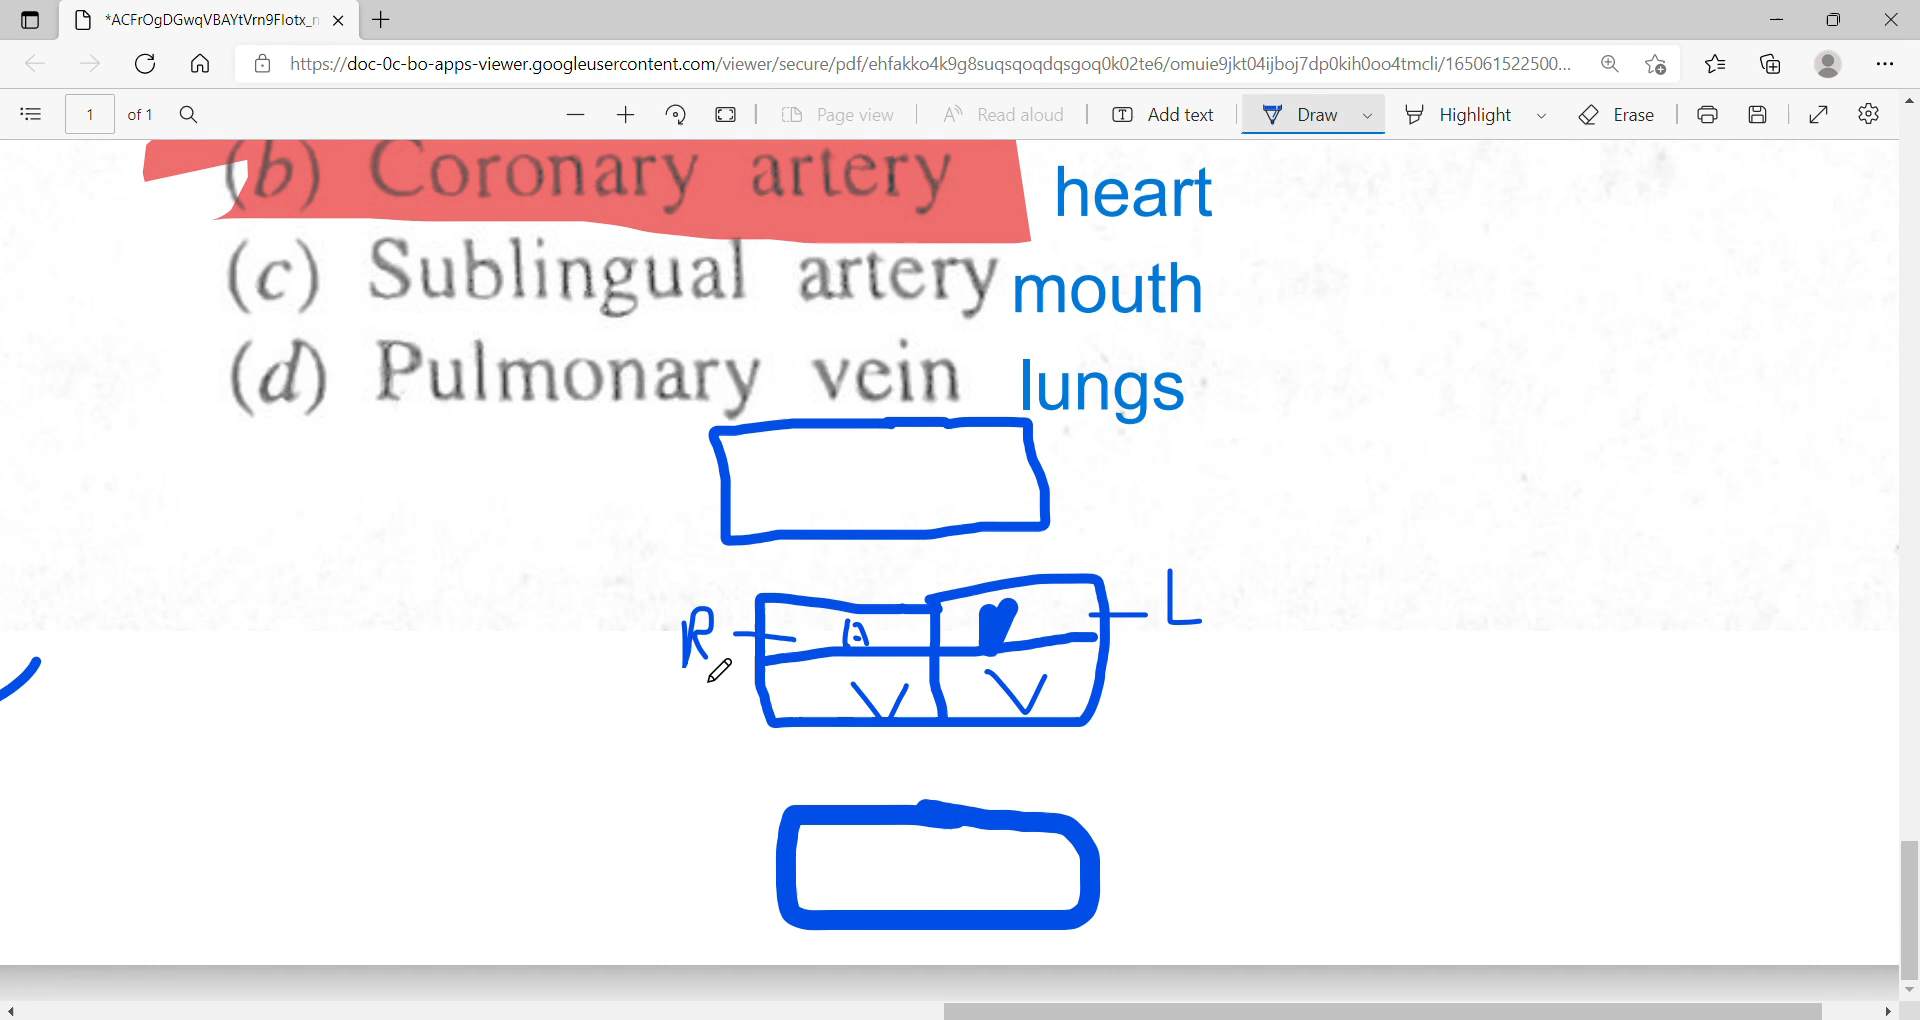 *ACFrOgDGwqVBAYtVrn9Flotx_n
https://doc-0c-bo-apps-viewer.googleusercontent.com/viewer/secure/pdf/ehfakko4k9g8suqsqoqdqsgoq0k02te6/omuie9jkt04ijboj7dp0kih0oo4tmcli/165061522500...
1 of 1 Page view Read aloud Add text Draw Highlight Erase
(b) Coronary artery heart
(c) Sublingual artery mouth
(d) Pulmonary vein lungs
R L
V V